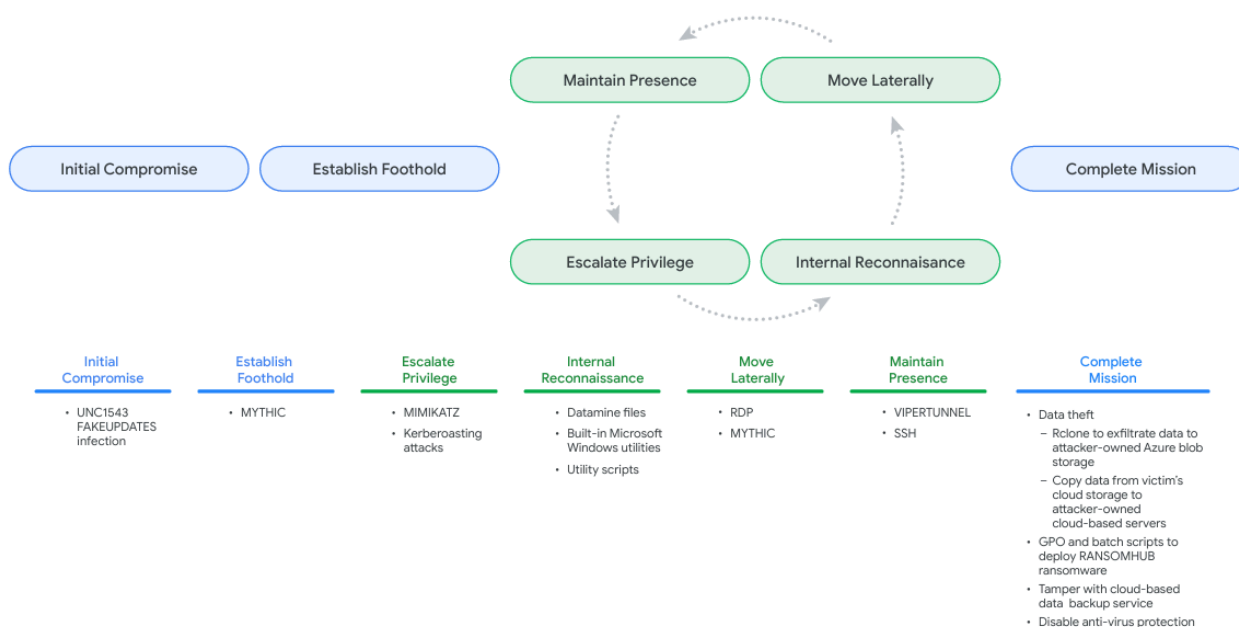 Maintain Presence
Move Laterally
Initial Compromise
Establish Foothold
Complete Mission
Escalate Privilege
Internal Reconnaisance
Initial
Compromise
• UNC1543
FAKEUPDATES
infection
Establish
Foothold
• MYTHIC
Escalate
Privilege
• MIMIKATZ
• Kerberoasting
attacks
Internal
Reconnaissance
• Datamine files
• Built-in Microsoft
Windows utilities
• Utility scripts
Move
Laterally
• RDP
• MYTHIC
Maintain
Presence
• VIPERTUNNEL
• SSH
Complete
Mission
• Data theft
– Rclone to exfiltrate data to
attacker-owned Azure blob
storage
– Copy data from victim's
cloud storage to
attacker-owned
cloud-based servers
• GPO and batch scripts to
deploy RANSOMHUB
ransomware
• Tamper with cloud-based
data backup service
• Disable anti-virus protection